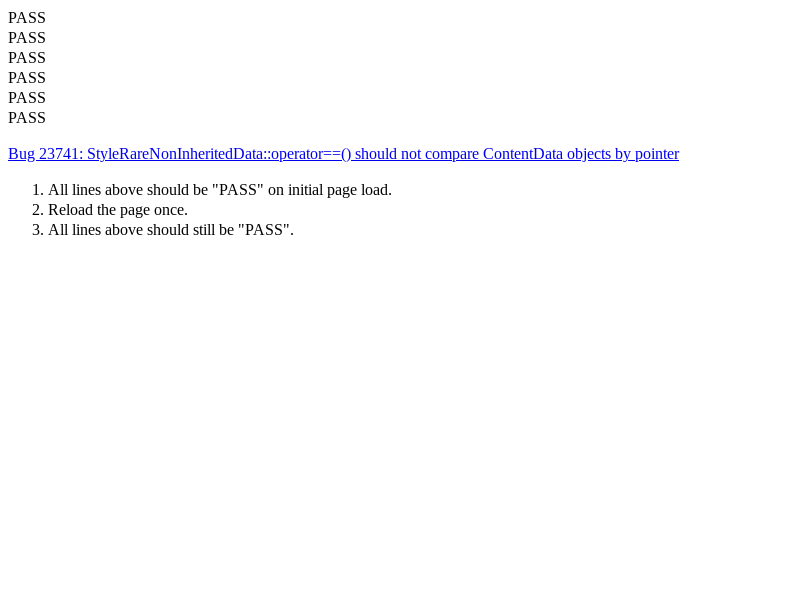 PASS
PASS
PASS
PASS
PASS
PASS
Bug 23741: StyleRareNonInheritedData::operator==() should not compare ContentData objects by pointer
1. All lines above should be "PASS" on initial page load.
2. Reload the page once.
3. All lines above should still be "PASS".